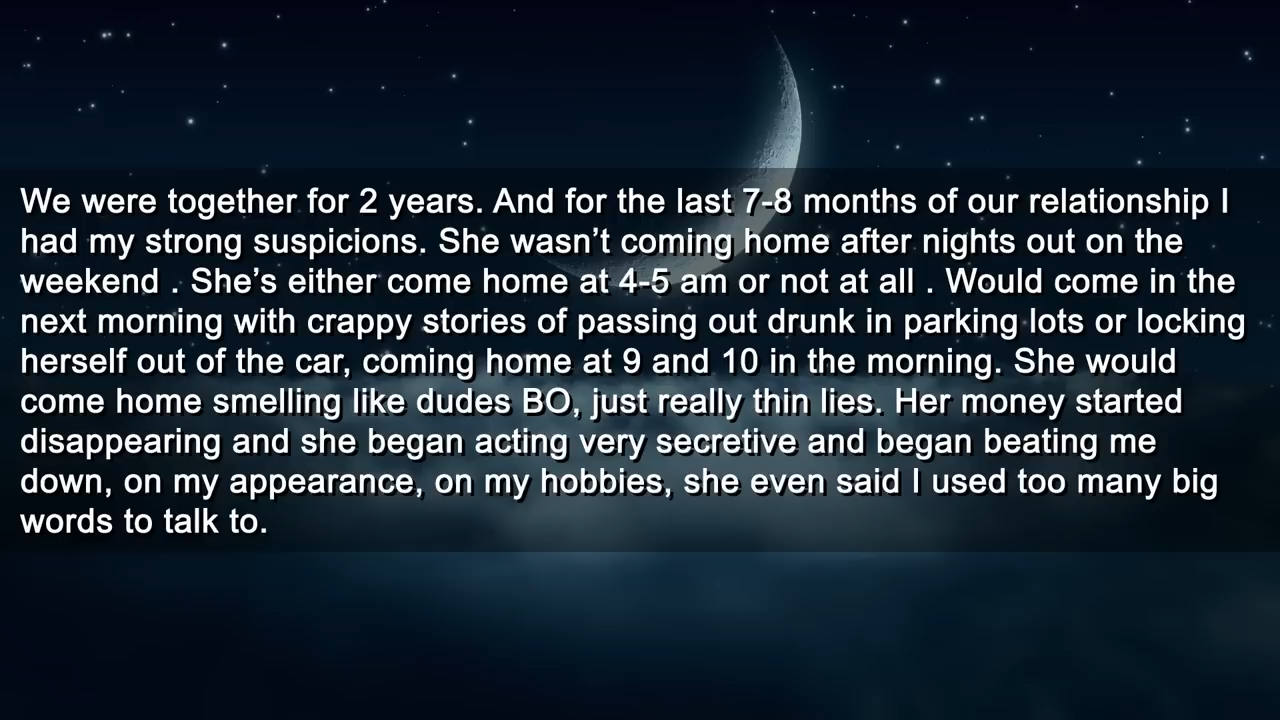 We were together for 2 years. And for the last 7-8 months of our relationship I
had my strong suspicions. She wasn’t coming home after nights out on the
weekend . She’s either come home at 4-5 am or not at all . Would come in the
next morning with crappy stories of passing out drunk in parking lots or locking
herself out of the car, coming home at 9 and 10 in the morning. She would
come home smelling like dudes BO, just really thin lies. Her money started
disappearing and she began acting very secretive and began beating me
down, on my appearance, on my hobbies, she even said I used too many big
words to talk to.